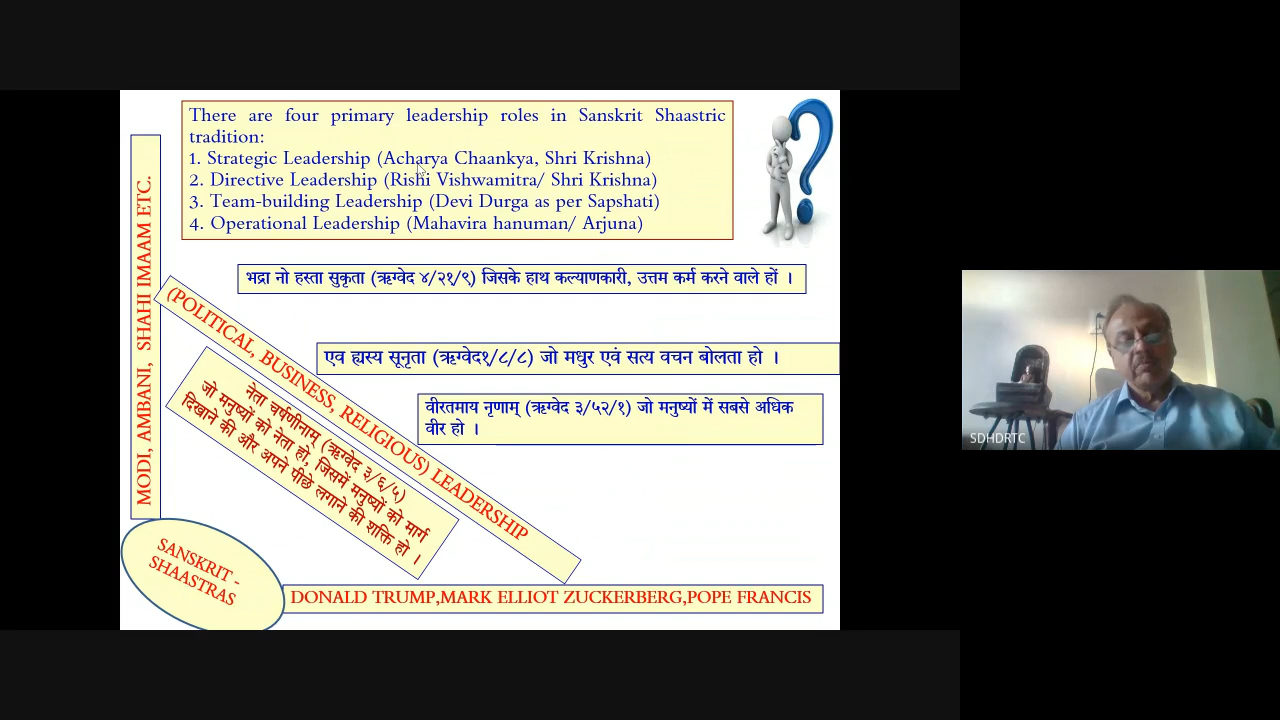 There are four primary leadership roles in Sanskrit Shaastric
tradition:
1. Strategic Leadership (Acharya Chaankya, Shri Krishna)
2. Directive Leadership (Rishi Vishwamitra/ Shri Krishna)
3. Team-building Leadership (Devi Durga as per Sapshati)
4. Operational Leadership (Mahavira hanuman/ Arjuna)
भद्रा नो हस्ता सुकृता (ऋग्वेद ४/२१/९) जिसके हाथ कल्याणकारी, उत्तम कर्म करने वाले हों ।
एव ह्यस्य सूनृता (ऋग्वेद१/८/८) जो मधुर एवं सत्य वचन बोलता हो ।
वीरतमाय नृणाम् (ऋग्वेद ३/५२/१) जो मनुष्यों में सबसे अधिक
वीर हो ।
MODI, AMBANI, SHAHI IMAAM ETC.
(POLITICAL, BUSINESS, RELIGIOUS) LEADERSHIP
नेता चर्षणीनाम् (ऋग्वेद ३/६/५)
जो मनुष्यों को नेता हो, जिसमें मनुष्यों को मार्ग
दिखाने की और अपने पीछे लगाने की शक्ति हो ।
SANSKRIT -
SHAASTRAS
DONALD TRUMP,MARK ELLIOT ZUCKERBERG,POPE FRANCIS
SDHDRTC